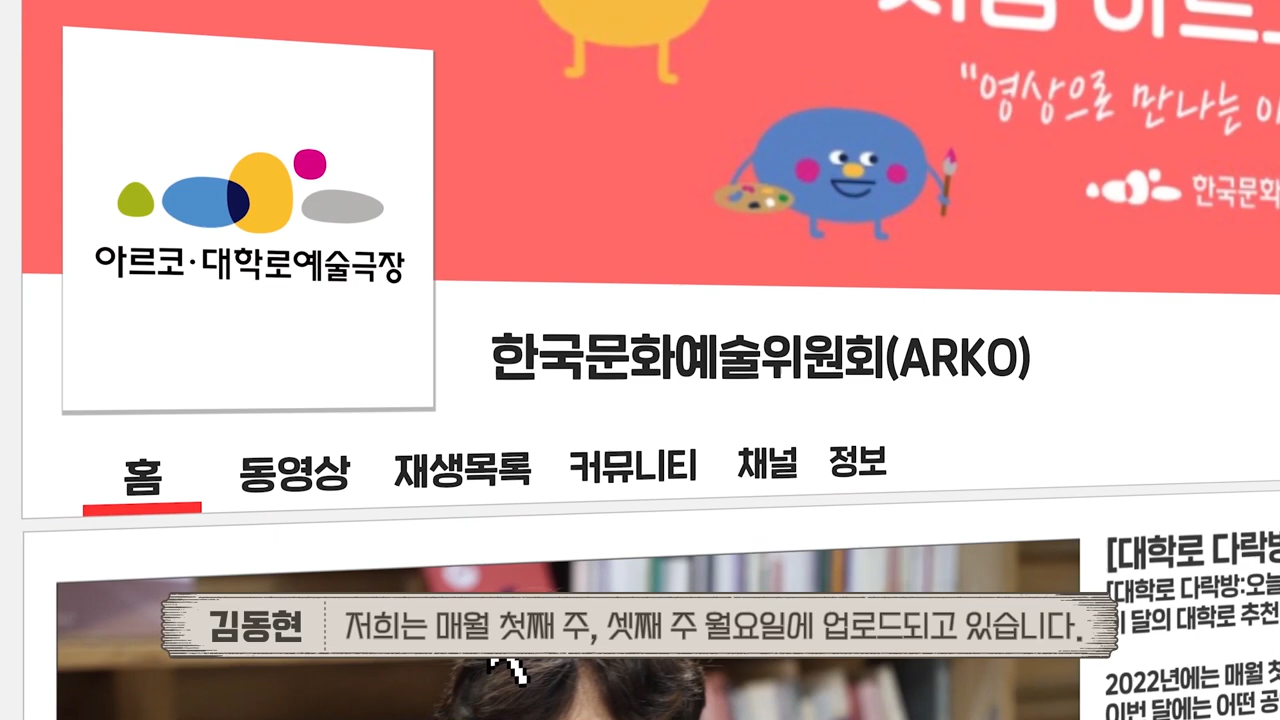 "영상으로 만나는
한국문화
아르코·대학로예술극장
한국문화예술위원회(ARKO)
홈 동영상 재생목록 커뮤니티 채널 정보
[대학로 다락방
[대학로 다락방:오늘
이 달의 대학로 추천
2022년에는 매월 첫
이번 달에는 어떤 공
김동현 저희는 매월 첫째 주, 셋째 주 월요일에 업로드되고 있습니다.